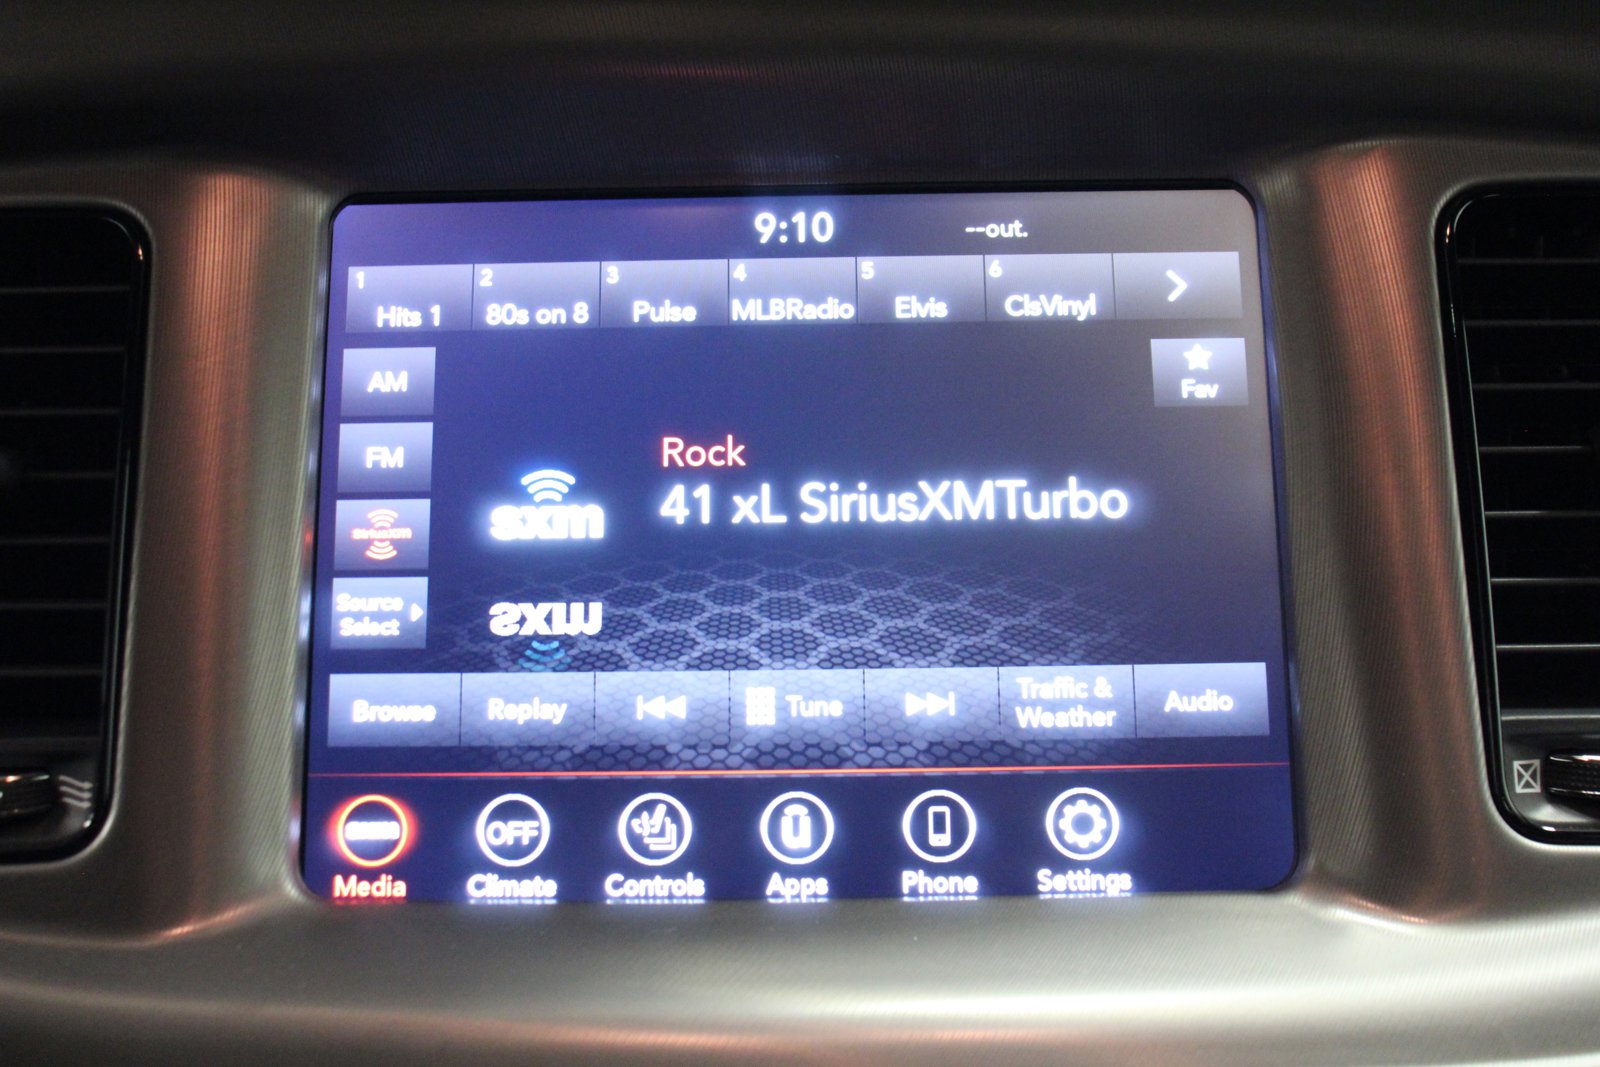 9:10
--out.
1
Hits 1
2
80s on 8
3
Pulse
4
MLBRadio
5
Elvis
6
ClsVinyl
AM
Fav
FM
Rock
41 xL SiriusXMTurbo
sxm
SiriusXM
Source
Select
Browse
Replay
Tune
Traffic &
Weather
Audio
OFF
Media
Climate
Controls
Apps
Phone
Settings